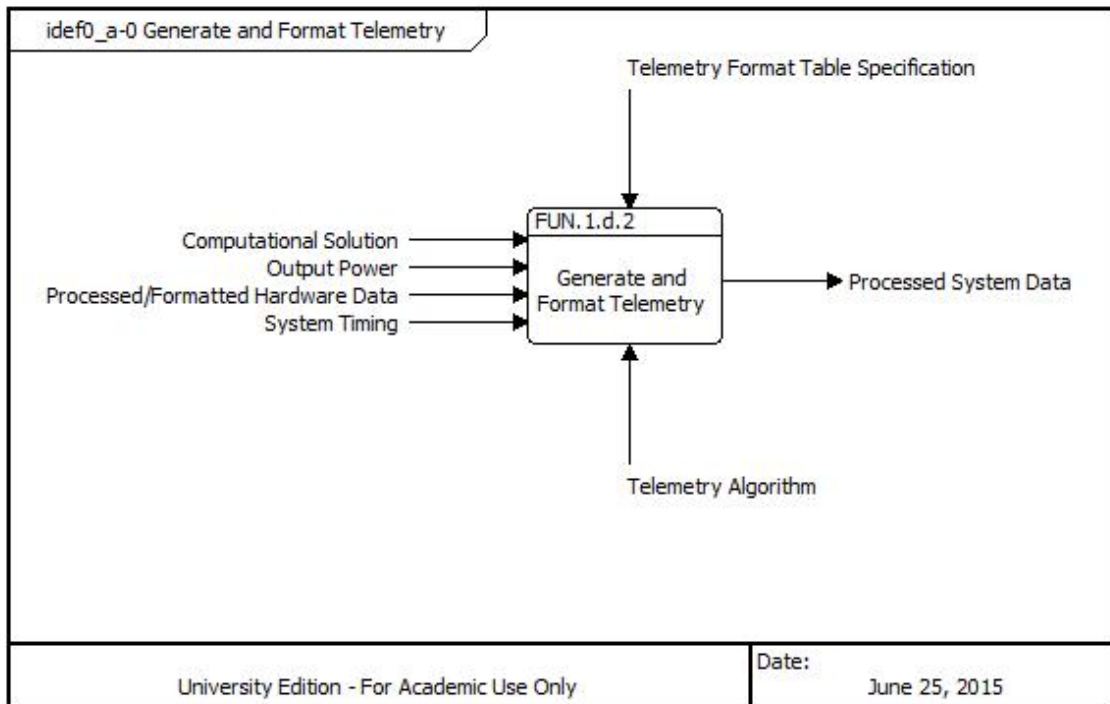 idef0_a-0 Generate and Format Telemetry
Telemetry Format Table Specification
FUN.1.d.2
Computational Solution
Output Power
Processed/Formatted Hardware Data
System Timing
Generate and
Format Telemetry
Processed System Data
Telemetry Algorithm
University Edition - For Academic Use Only
Date:
June 25, 2015